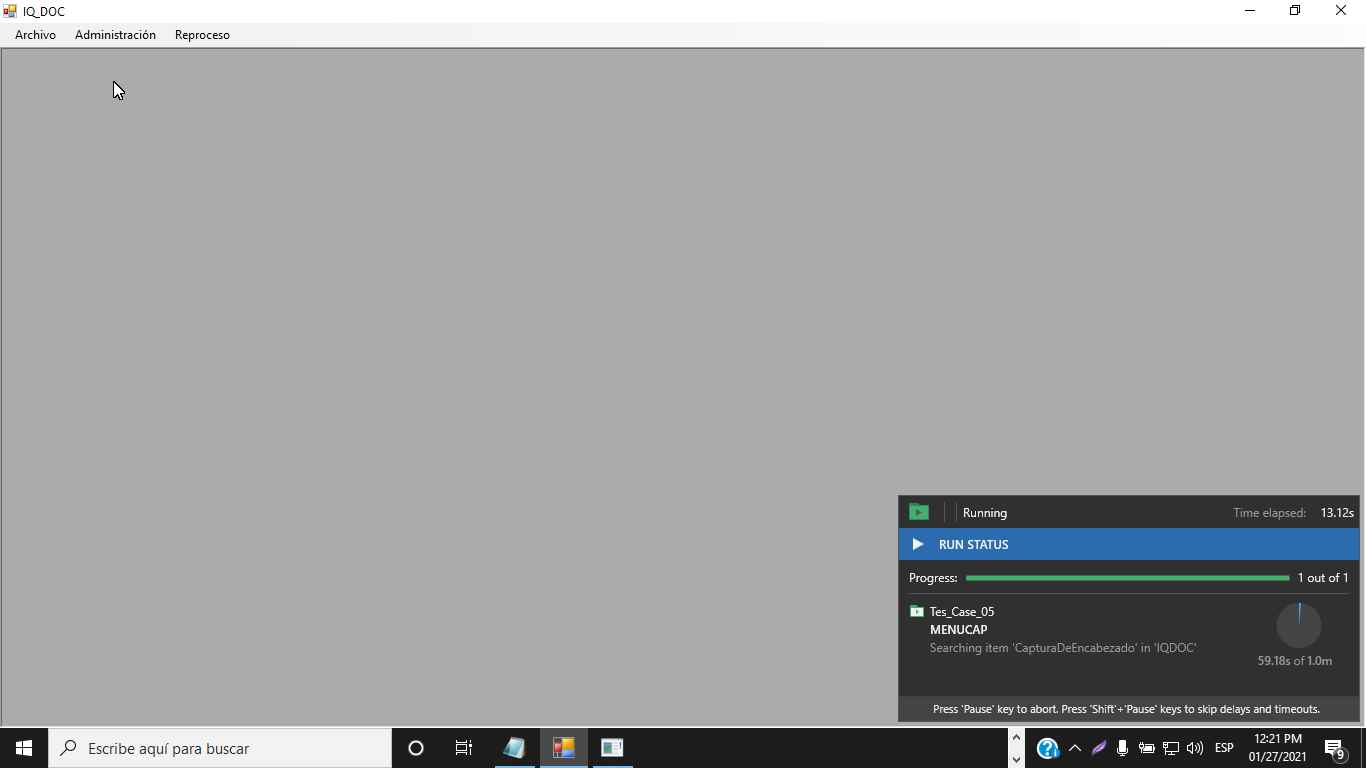 IQ_DOC
Archivo Administración Reproceso
Running Time elapsed: 13.12s
RUN STATUS
Progress: 1 out of 1
Tes_Case_05
MENUCAP
Searching item 'CapturaDeEncabezado' in 'IQDOC'
59.18s of 1.0m
Press 'Pause' key to abort. Press 'Shift'+'Pause' keys to skip delays and timeouts.
Escribe aquí para buscar
ESP
12:21 PM
01/27/2021
9